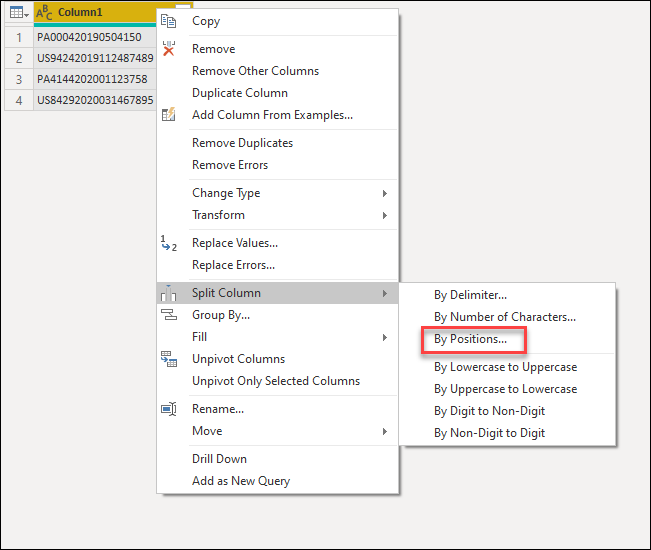 ABC Column1
1 PA000420190504150
2 US94242019112487489
3 PA4144202001123758
4 US84292020031467895
Copy
Remove
Remove Other Columns
Duplicate Column
Add Column From Examples...
Remove Duplicates
Remove Errors
Change Type
Transform
1 2 Replace Values...
Replace Errors...
Split Column
Group By...
Fill
Unpivot Columns
Unpivot Only Selected Columns
Rename...
Move
Drill Down
Add as New Query
By Delimiter...
By Number of Characters...
By Positions...
By Lowercase to Uppercase
By Uppercase to Lowercase
By Digit to Non-Digit
By Non-Digit to Digit